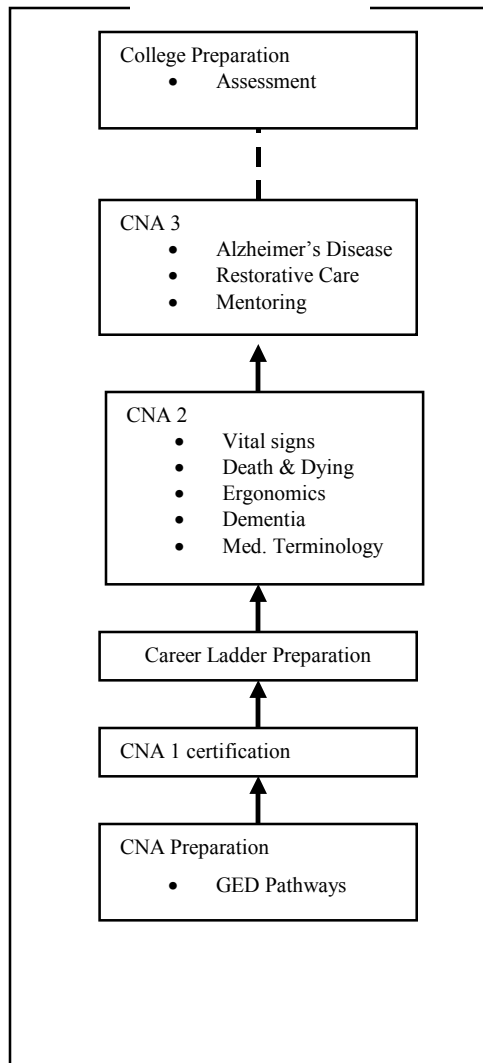 College Preparation
• Assessment
CNA 3
• Alzheimer’s Disease
• Restorative Care
• Mentoring
CNA 2
• Vital signs
• Death & Dying
• Ergonomics
• Dementia
• Med. Terminology
Career Ladder Preparation
CNA 1 certification
CNA Preparation
• GED Pathways